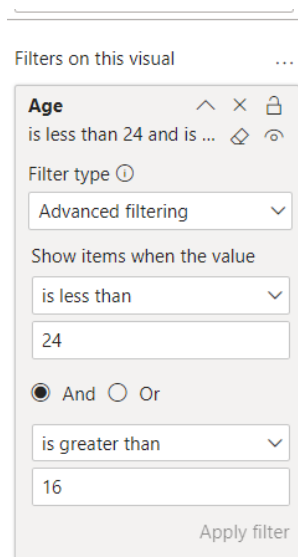 Filters on this visual ...
Age
is less than 24 and is ...
Filter type
Advanced filtering
Show items when the value
is less than
24
And Or
is greater than
16
Apply filter